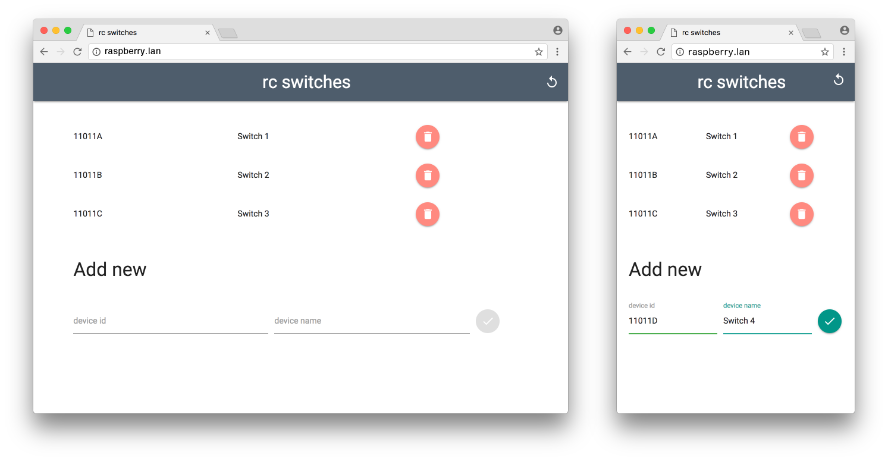 rc switches
raspberry.lan
rc switches
11011A Switch 1
11011B Switch 2
11011C Switch 3
Add new
device id device name
rc switches
raspberry.lan
rc switches
11011A Switch 1
11011B Switch 2
11011C Switch 3
Add new
device id device name
11011D Switch 4